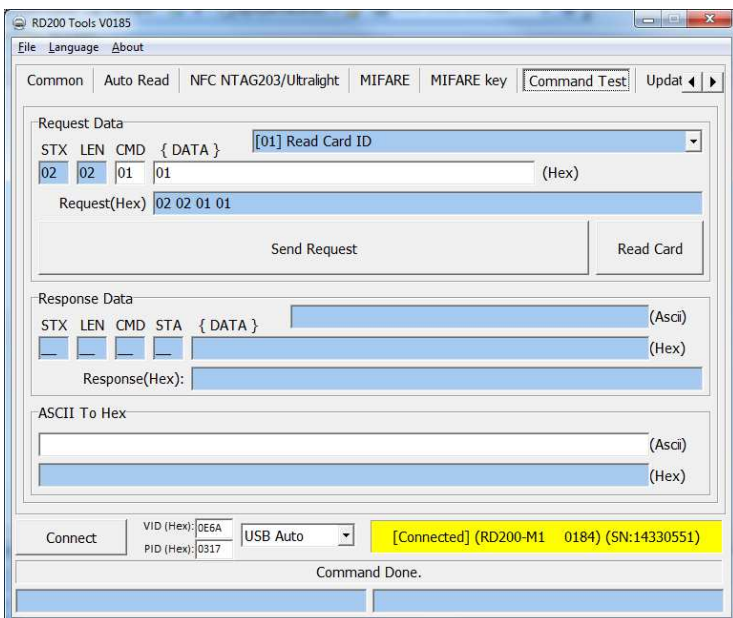 RD200 Tools V0185
File Language About
Common Auto Read NFC NTAG203/Ultralight MIFARE MIFARE key Command Test Updat
Request Data
STX LEN CMD { DATA } [01] Read Card ID
02 02 01 01 (Hex)
Request(Hex) 02 02 01 01
Send Request Read Card
Response Data
STX LEN CMD STA { DATA } (Ascii)
__ __ __ __ (Hex)
Response(Hex):
ASCII To Hex
(Ascii)
(Hex)
Connect VID (Hex): 0E6A USB Auto [Connected] (RD200-M1 0184) (SN:14330551)
PID (Hex): 0317
Command Done.